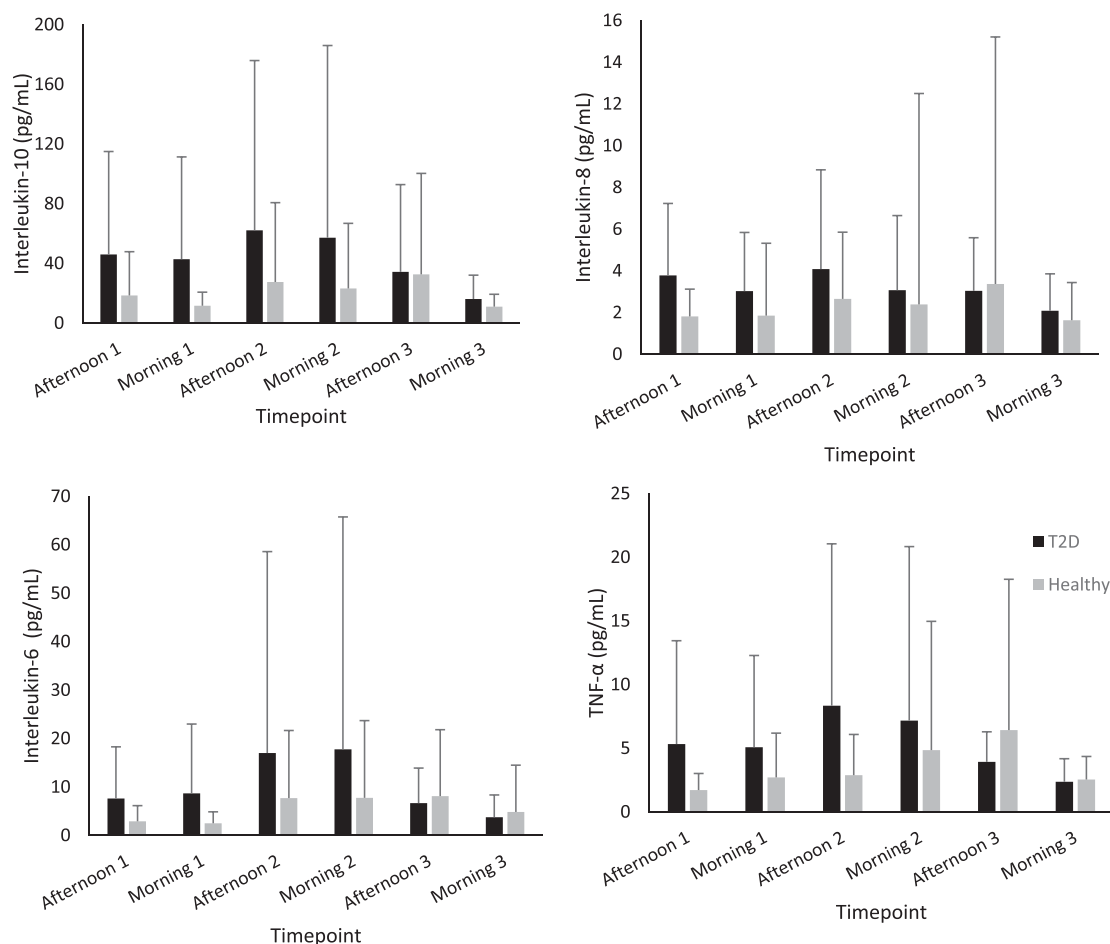 Interleukin-10 (pg/mL)
200
160
120
80
40
0
Afternoon 1
Morning 1
Afternoon 2
Morning 2
Afternoon 3
Morning 3
Timepoint
Interleukin-8 (pg/mL)
16
14
12
10
8
6
4
2
0
Afternoon 1
Morning 1
Afternoon 2
Morning 2
Afternoon 3
Morning 3
Timepoint
Interleukin-6 (pg/mL)
70
60
50
40
30
20
10
0
Afternoon 1
Morning 1
Afternoon 2
Morning 2
Afternoon 3
Morning 3
Timepoint
TNF-α (pg/mL)
25
20
15
10
5
0
Afternoon 1
Morning 1
Afternoon 2
Morning 2
Afternoon 3
Morning 3
Timepoint
T2D
Healthy